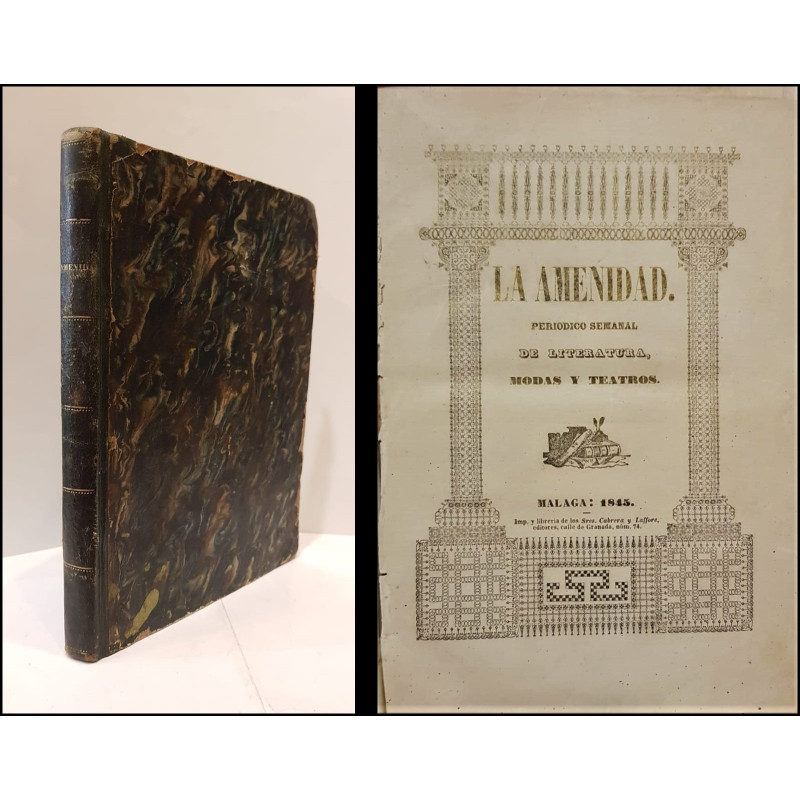 AMENID
LA AMENIDAD.
PERIODICO SEMANAL
DE LITERATURA,
MODAS Y TEATROS.
MALAGA: 1845.
Imp. y librería de los Sres. Cabrera y Laffore,
editores, calle de Granada, núm. 74.